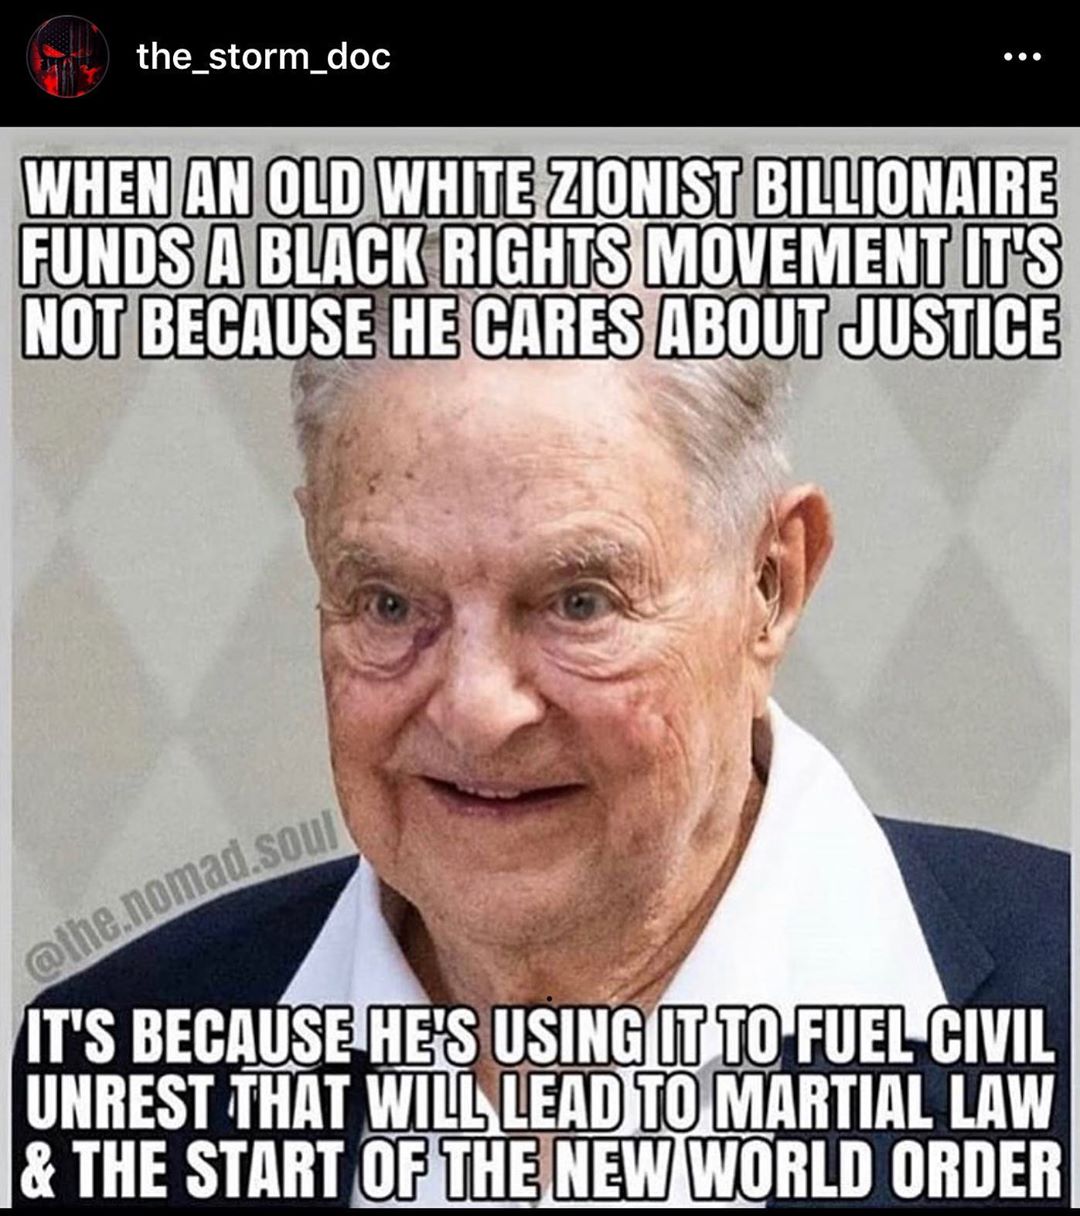 the_storm_doc
WHEN AN OLD WHITE ZIONIST BILLIONAIRE
FUNDS A BLACK RIGHTS MOVEMENT IT'S
NOT BECAUSE HE CARES ABOUT JUSTICE
@the.nomad.soul
IT'S BECAUSE HE'S USING IT TO FUEL CIVIL
UNREST THAT WILL LEAD TO MARTIAL LAW
& THE START OF THE NEW WORLD ORDER